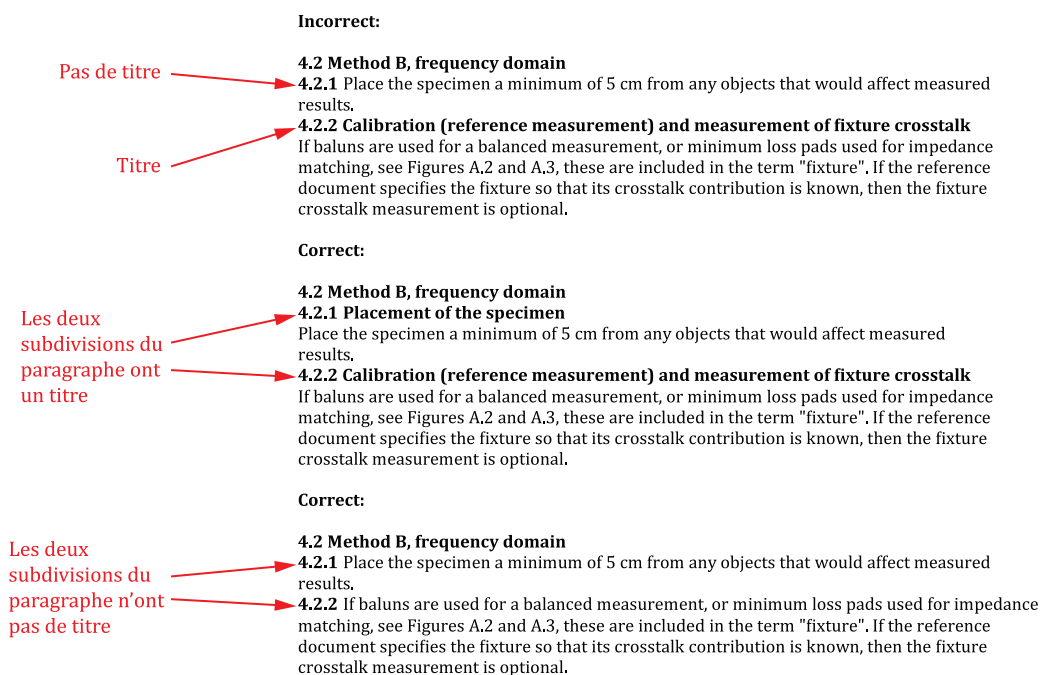 Incorrect:
4.2 Method B, frequency domain
Pas de titre
4.2.1 Place the specimen a minimum of 5 cm from any objects that would affect measured
results.
4.2.2 Calibration (reference measurement) and measurement of fixture crosstalk
Titre
If baluns are used for a balanced measurement, or minimum loss pads used for impedance
matching, see Figures A.2 and A.3, these are included in the term "fixture". If the reference
document specifies the fixture so that its crosstalk contribution is known, then the fixture
crosstalk measurement is optional.
Correct:
4.2 Method B, frequency domain
4.2.1 Placement of the specimen
Les deux
subdivisions du
paragraphe ont
un titre
Place the specimen a minimum of 5 cm from any objects that would affect measured
results.
4.2.2 Calibration (reference measurement) and measurement of fixture crosstalk
If baluns are used for a balanced measurement, or minimum loss pads used for impedance
matching, see Figures A.2 and A.3, these are included in the term "fixture". If the reference
document specifies the fixture so that its crosstalk contribution is known, then the fixture
crosstalk measurement is optional.
Correct:
4.2 Method B, frequency domain
Les deux
subdivisions du
paragraphe n'ont
pas de titre
4.2.1 Place the specimen a minimum of 5 cm from any objects that would affect measured
results.
4.2.2 If baluns are used for a balanced measurement, or minimum loss pads used for impedance
matching, see Figures A.2 and A.3, these are included in the term "fixture". If the reference
document specifies the fixture so that its crosstalk contribution is known, then the fixture
crosstalk measurement is optional.